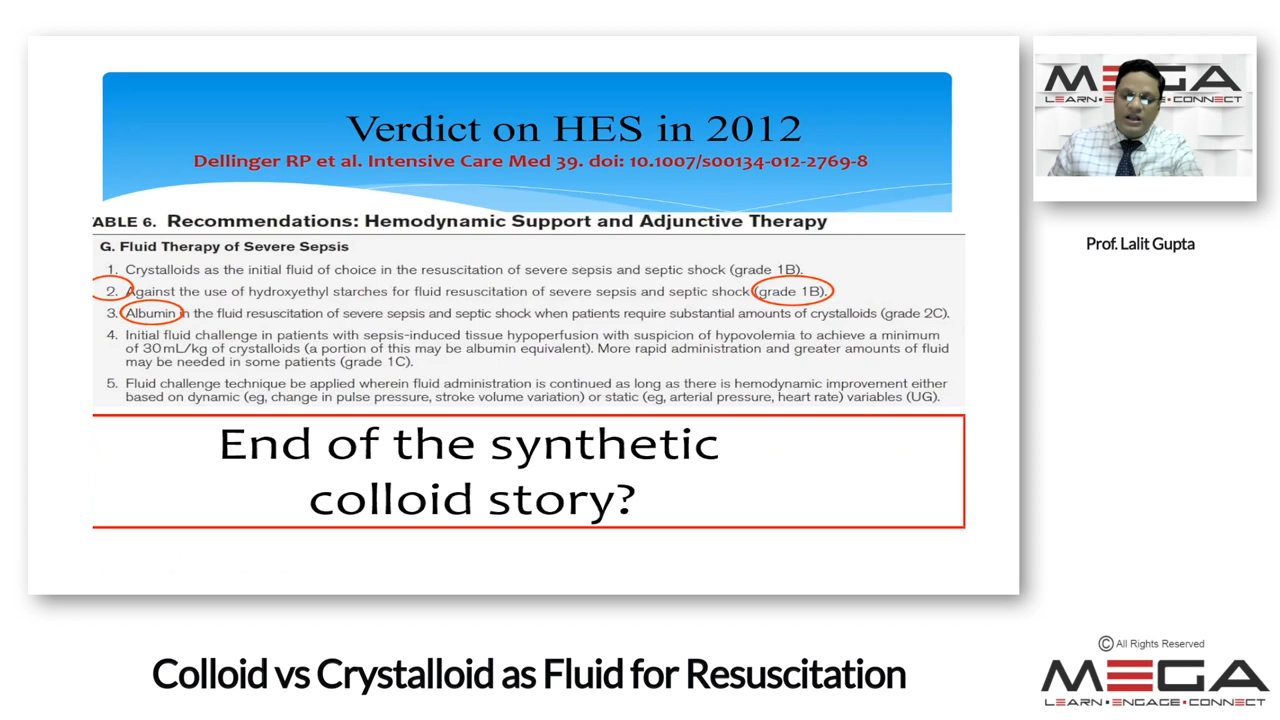 Verdict on HES in 2012
Dellinger RP et al. Intensive Care Med 39. doi: 10.1007/s00134-012-2769-8
ABLE 6. Recommendations: Hemodynamic Support and Adjunctive Therapy
G. Fluid Therapy of Severe Sepsis
1. Crystalloids as the initial fluid of choice in the resuscitation of severe sepsis and septic shock (grade 1B).
2. Against the use of hydroxyethyl starches for fluid resuscitation of severe sepsis and septic shock (grade 1B).
3. Albumin in the fluid resuscitation of severe sepsis and septic shock when patients require substantial amounts of crystalloids (grade 2C).
4. Initial fluid challenge in patients with sepsis-induced tissue hypoperfusion with suspicion of hypovolemia to achieve a minimum
of 30 mL/kg of crystalloids (a portion of this may be albumin equivalent). More rapid administration and greater amounts of fluid
may be needed in some patients (grade 1C).
5. Fluid challenge technique be applied wherein fluid administration is continued as long as there is hemodynamic improvement either
based on dynamic (eg, change in pulse pressure, stroke volume variation) or static (eg, arterial pressure, heart rate) variables (UG).
End of the synthetic
colloid story?
MEGA
LEARN▪ENGAGE▪CONNECT
Prof. Lalit Gupta
Colloid vs Crystalloid as Fluid for Resuscitation
© All Rights Reserved
MEGA
LEARN▪ENGAGE▪CONNECT